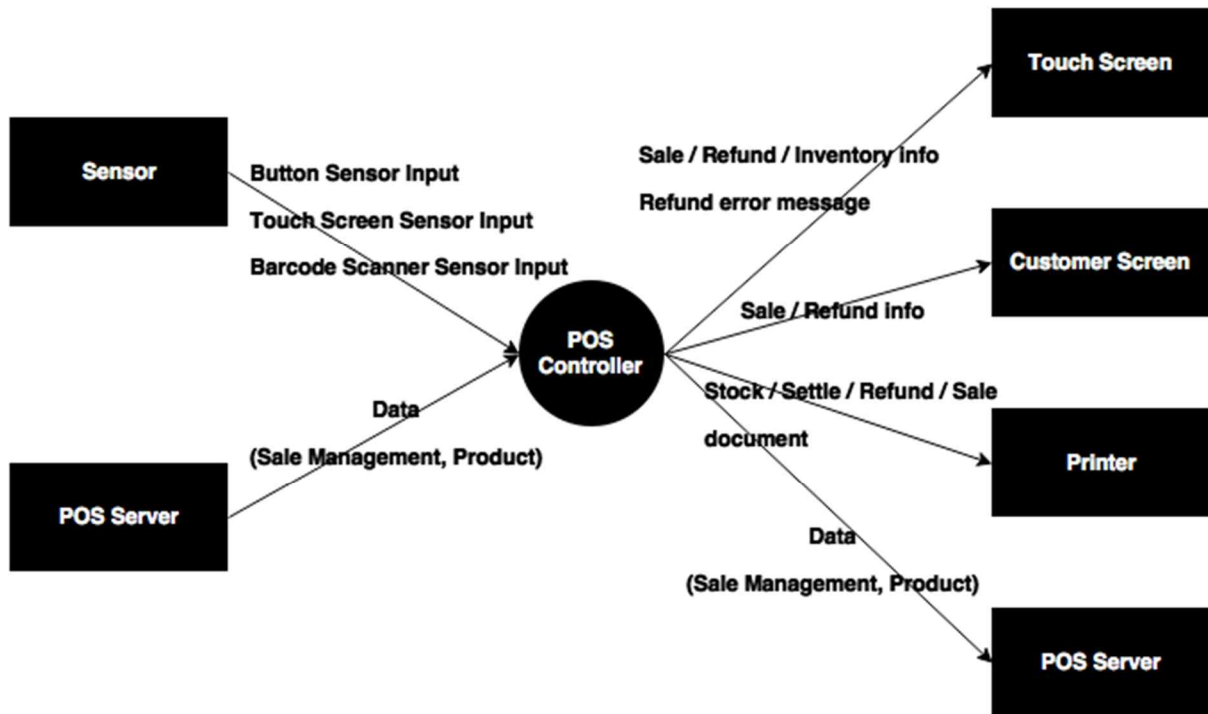 Touch Screen
Sensor
Button Sensor Input
Touch Screen Sensor Input
Barcode Scanner Sensor Input
Sale / Refund / Inventory info
Refund error message
Customer Screen
Sale / Refund info
POS
Controller
Stock / Settle / Refund / Sale
document
Data
(Sale Management, Product)
Printer
POS Server
Data
(Sale Management, Product)
POS Server